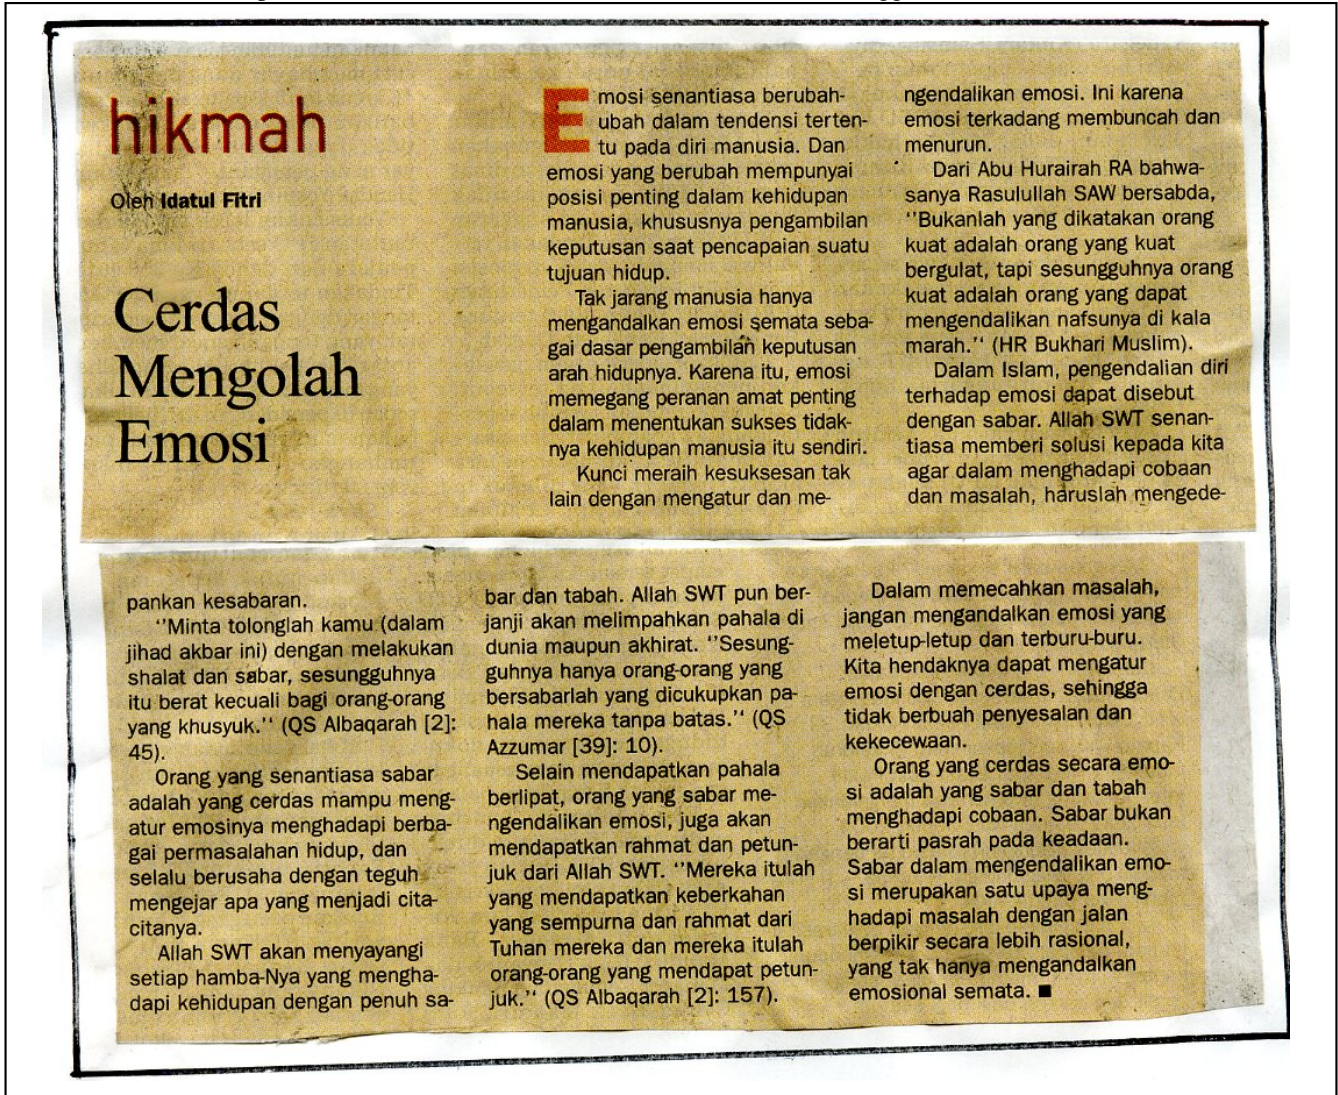 hikmah
Oleh Idatul Fitri
Cerdas
Mengolah
Emosi
Emosi senantiasa berubah-
ubah dalam tendensi terten-
tu pada diri manusia. Dan
emosi yang berubah mempunyai
posisi penting dalam kehidupan
manusia, khususnya pengambilan
keputusan saat pencapaian suatu
tujuan hidup.
Tak jarang manusia hanya
mengandalkan emosi semata seba-
gai dasar pengambilan keputusan
arah hidupnya. Karena itu, emosi
memegang peranan amat penting
dalam menentukan sukses tidak-
nya kehidupan manusia itu sendiri.
Kunci meraih kesuksesan tak
lain dengan mengatur dan me-
ngendalikan emosi. Ini karena
emosi terkadang membuncah dan
menurun.
Dari Abu Hurairah RA bahwa-
sanya Rasulullah SAW bersabda,
''Bukanlah yang dikatakan orang
kuat adalah orang yang kuat
bergulat, tapi sesungguhnya orang
kuat adalah orang yang dapat
mengendalikan nafsunya di kala
marah.'' (HR Bukhari Muslim).
Dalam Islam, pengendalian diri
terhadap emosi dapat disebut
dengan sabar. Allah SWT senan-
tiasa memberi solusi kepada kita
agar dalam menghadapi cobaan
dan masalah, haruslah mengede-
pankan kesabaran.
''Minta tolonglah kamu (dalam
jihad akbar ini) dengan melakukan
shalat dan sabar, sesungguhnya
itu berat kecuali bagi orang-orang
yang khusyuk.'' (QS Albaqarah [2]:
45).
Orang yang senantiasa sabar
adalah yang cerdas mampu meng-
atur emosinya menghadapi berba-
gai permasalahan hidup, dan
selalu berusaha dengan teguh
mengejar apa yang menjadi cita-
citanya.
Allah SWT akan menyayangi
setiap hamba-Nya yang mengha-
dapi kehidupan dengan penuh sa-
bar dan tabah. Allah SWT pun ber-
janji akan melimpahkan pahala di
dunia maupun akhirat. ''Sesung-
guhnya hanya orang-orang yang
bersabarlah yang dicukupkan pa-
hala mereka tanpa batas.'' (QS
Azzumar [39]: 10).
Selain mendapatkan pahala
berlipat, orang yang sabar me-
ngendalikan emosi, juga akan
mendapatkan rahmat dan petun-
juk dari Allah SWT. ''Mereka itulah
yang mendapatkan keberkahan
yang sempurna dan rahmat dari
Tuhan mereka dan mereka itulah
orang-orang yang mendapat petun-
juk.'' (QS Albaqarah [2]: 157).
Dalam memecahkan masalah,
jangan mengandalkan emosi yang
meletup-letup dan terburu-buru.
Kita hendaknya dapat mengatur
emosi dengan cerdas, sehingga
tidak berbuah penyesalan dan
kekecewaan.
Orang yang cerdas secara emo-
si adalah yang sabar dan tabah
menghadapi cobaan. Sabar bukan
berarti pasrah pada keadaan.
Sabar dalam mengendalikan emo-
si merupakan satu upaya meng-
hadapi masalah dengan jalan
berpikir secara lebih rasional,
yang tak hanya mengandalkan
emosional semata. ■